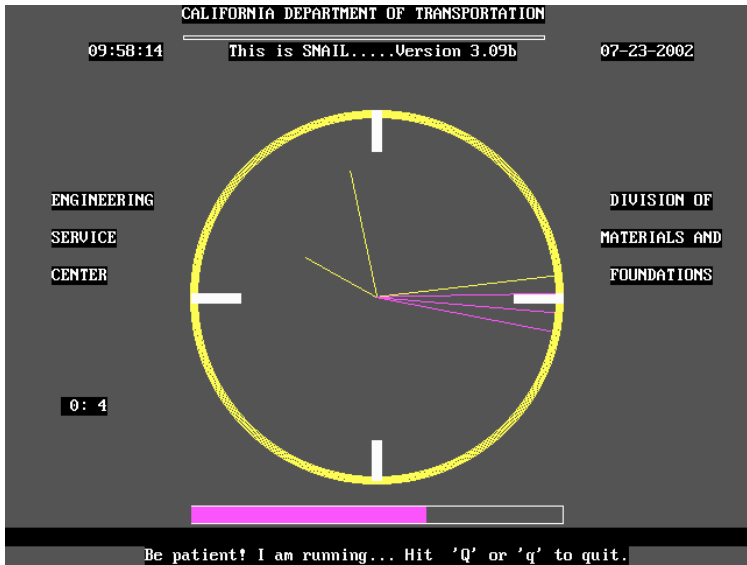 CALIFORNIA DEPARTMENT OF TRANSPORTATION
09:58:14 This is SNAIL.....Version 3.09b 07-23-2002
ENGINEERING DIVISION OF
SERVICE MATERIALS AND
CENTER FOUNDATIONS
0: 4
Be patient! I am running... Hit 'Q' or 'q' to quit.